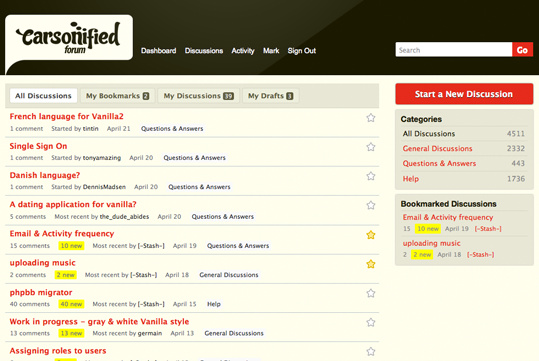 Carsonified
forum
Dashboard Discussions Activity Mark Sign Out
Search Go
All Discussions My Bookmarks 2 My Discussions 39 My Drafts 3
French language for Vanilla2
1 comment Started by tintin April 21 Questions & Answers
Single Sign On
1 comment Started by tonyamazing April 20 Questions & Answers
Danish language?
1 comment Started by DennisMadsen April 20 Questions & Answers
A dating application for vanilla?
5 comments Most recent by the_dude_abides April 20 Questions & Answers
Email & Activity frequency
15 comments 10 new Most recent by [-Stash-] April 19 Questions & Answers
uploading music
2 comments 2 new Most recent by [-Stash-] April 18 General Discussions
phpbb migrator
40 comments 40 new Most recent by [-Stash-] April 15 Help
Work in progress - gray & white Vanilla style
13 comments 13 new Most recent by germain April 13 General Discussions
Assigning roles to users
Start a New Discussion
Categories
All Discussions 4511
General Discussions 2332
Questions & Answers 443
Help 1736
Bookmarked Discussions
Email & Activity frequency
15 10 new April 19 [-Stash-]
uploading music
2 2 new April 18 [-Stash-]